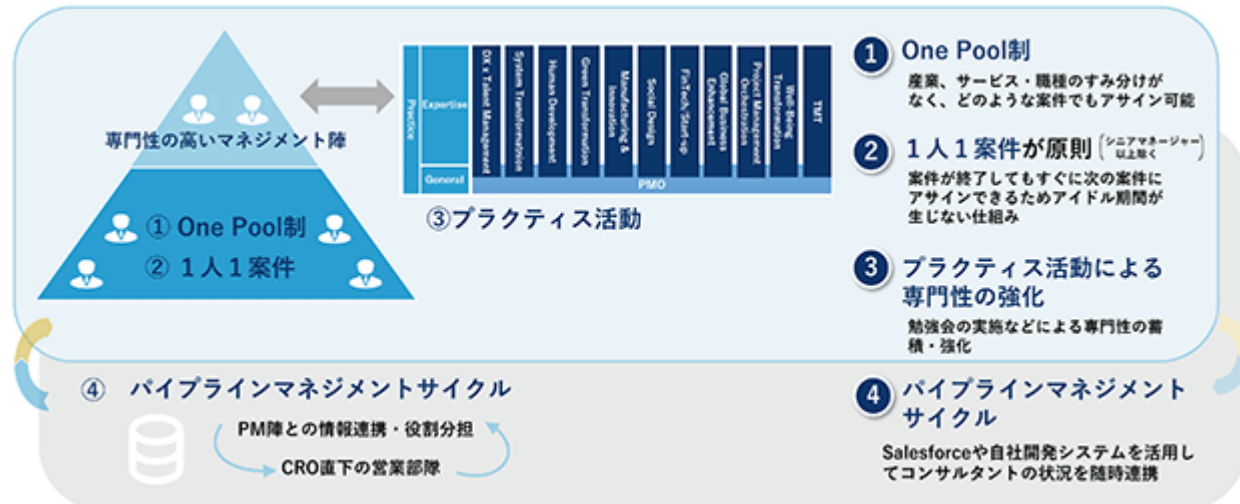 専門性の高いマネジメント陣
① One Pool制
② 1人1案件
Practice
Expertise
General
DX x Talent Management
System Transformatnion
Human Development
Green Transformation
Manufacturing &
Innovation
Social Design
FinTech/Start-up
Global Business
Enhancement
Project Management
Orchestration
Well-Being
Transformation
TMT
PMO
③プラクティス活動
1 One Pool制
産業、サービス・職種のすみ分けが
なく、どのような案件でもアサイン可能
2 1人1案件が原則 (シニアマネージャー
以上除く)
案件が終了してもすぐに次の案件に
アサインできるためアイドル期間が
生じない仕組み
3 プラクティス活動による
専門性の強化
勉強会の実施などによる専門性の蓄
積・強化
④ パイプラインマネジメントサイクル
PM陣との情報連携・役割分担
CRO直下の営業部隊
4 パイプラインマネジメント
サイクル
Salesforceや自社開発システムを活用し
てコンサルタントの状況を随時連携